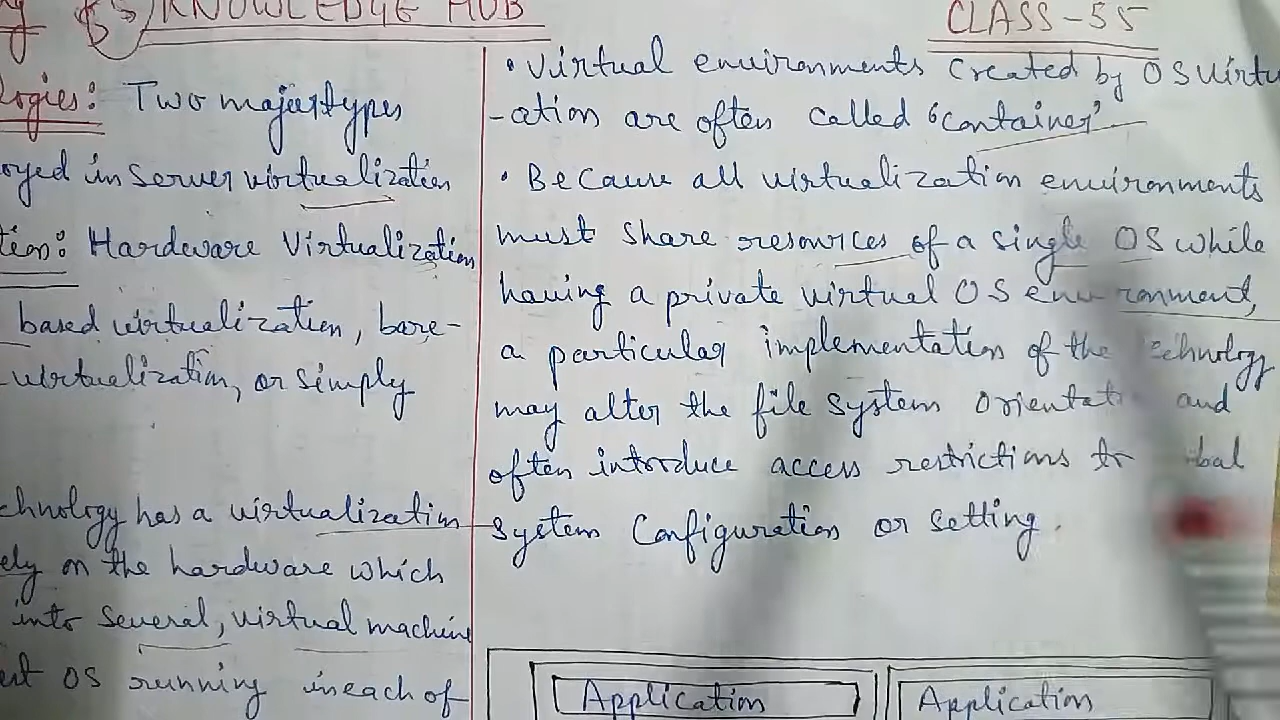 KNOWLEDGE HUB
CLASS-55
logies: Two major types
oyed in Server virtualization
tion: Hardware Virtualization
based virtualization, bare-
-virtualization, or simply
chnology has a virtualization
ely on the hardware which
into several, virtual machine
ent OS running in each of
• Virtual environments created by OS Virtu
-ation are often called 'container'
• Because all virtualization environments
must share resources of a single OS while
having a private virtual OS environment,
a particular implementation of the technology
may alter the file system orientati and
often introduce access restrictions to bal
system configuration or setting.
Application
Application